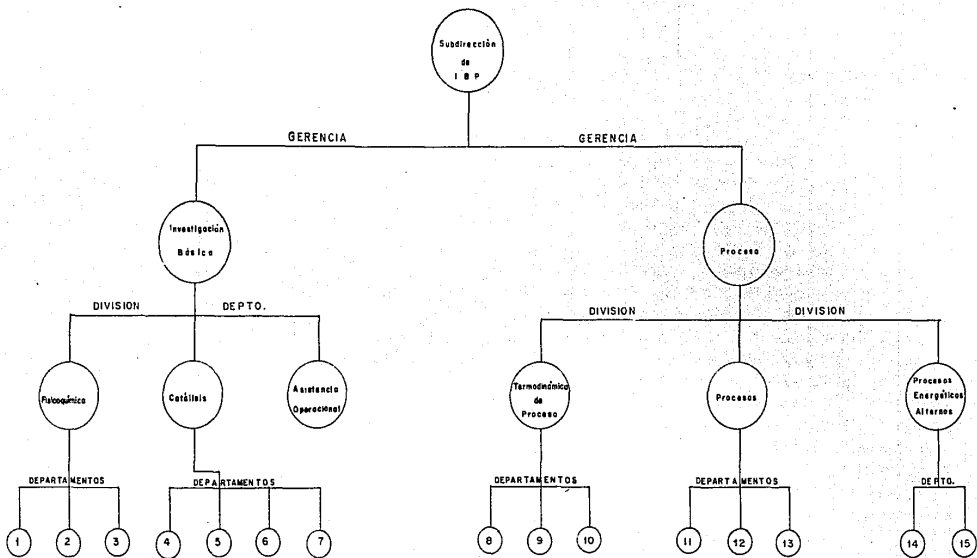 Subdirección
de
I B P
GERENCIA GERENCIA
Investigación
Básica
Proceso
DIVISION DEPTO. DIVISION DIVISION
Fisicoquímica
Catálisis
Asistencia
Operacional
Termodinámica
de
Proceso
Procesos
Procesos
Energéticos
Alternos
DEPARTAMENTOS DEPARTAMENTOS DEPARTAMENTOS DEPARTAMENTOS DEPTO.
1 2 3 4 5 6 7 8 9 10 11 12 13 14 15